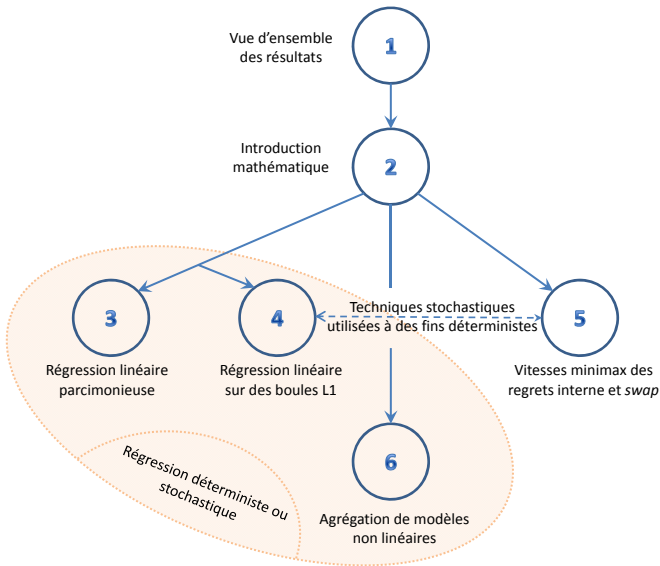 Vue d'ensemble
des résultats
1
Introduction
mathématique
2
3
4
Techniques stochastiques
utilisées à des fins déterministes
5
Régression linéaire
parcimonieuse
Régression linéaire
sur des boules L1
Vitesses minimax des
regrets interne et swap
6
Régression déterministe ou
stochastique
Agrégation de modèles
non linéaires